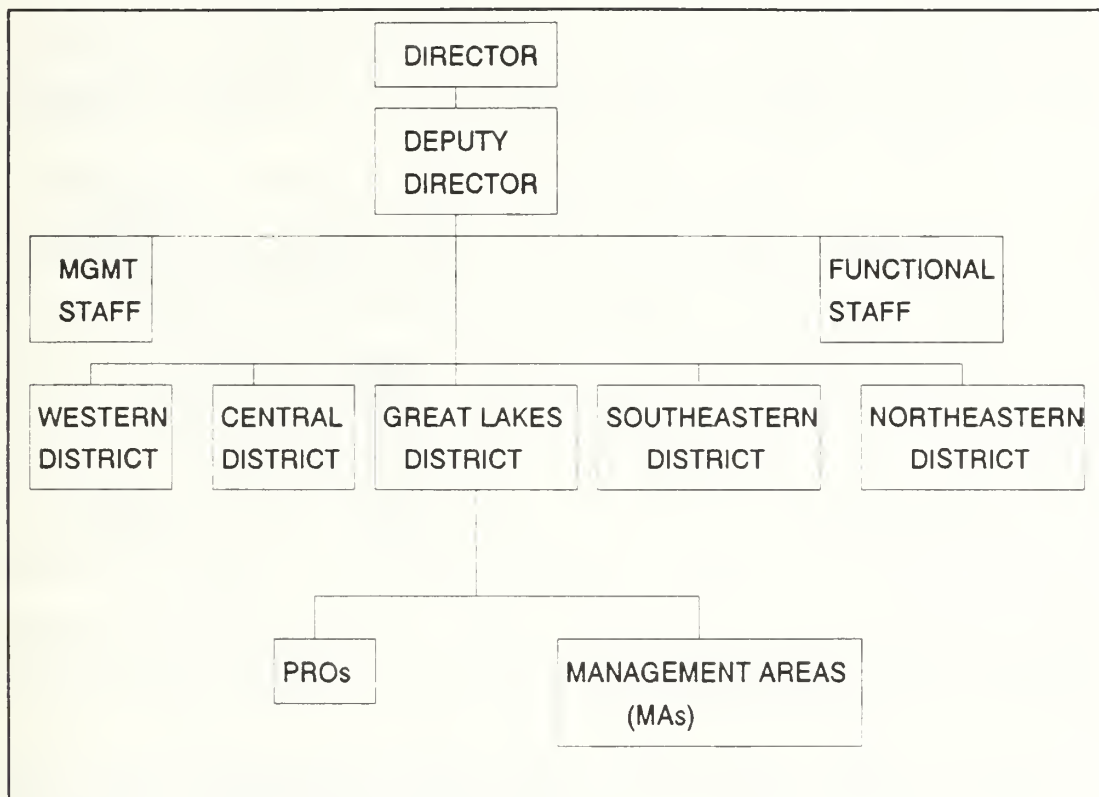 DIRECTOR
DEPUTY
DIRECTOR
MGMT
STAFF
FUNCTIONAL
STAFF
WESTERN
DISTRICT
CENTRAL
DISTRICT
GREAT LAKES
DISTRICT
SOUTHEASTERN
DISTRICT
NORTHEASTERN
DISTRICT
PROs
MANAGEMENT AREAS
(MAs)